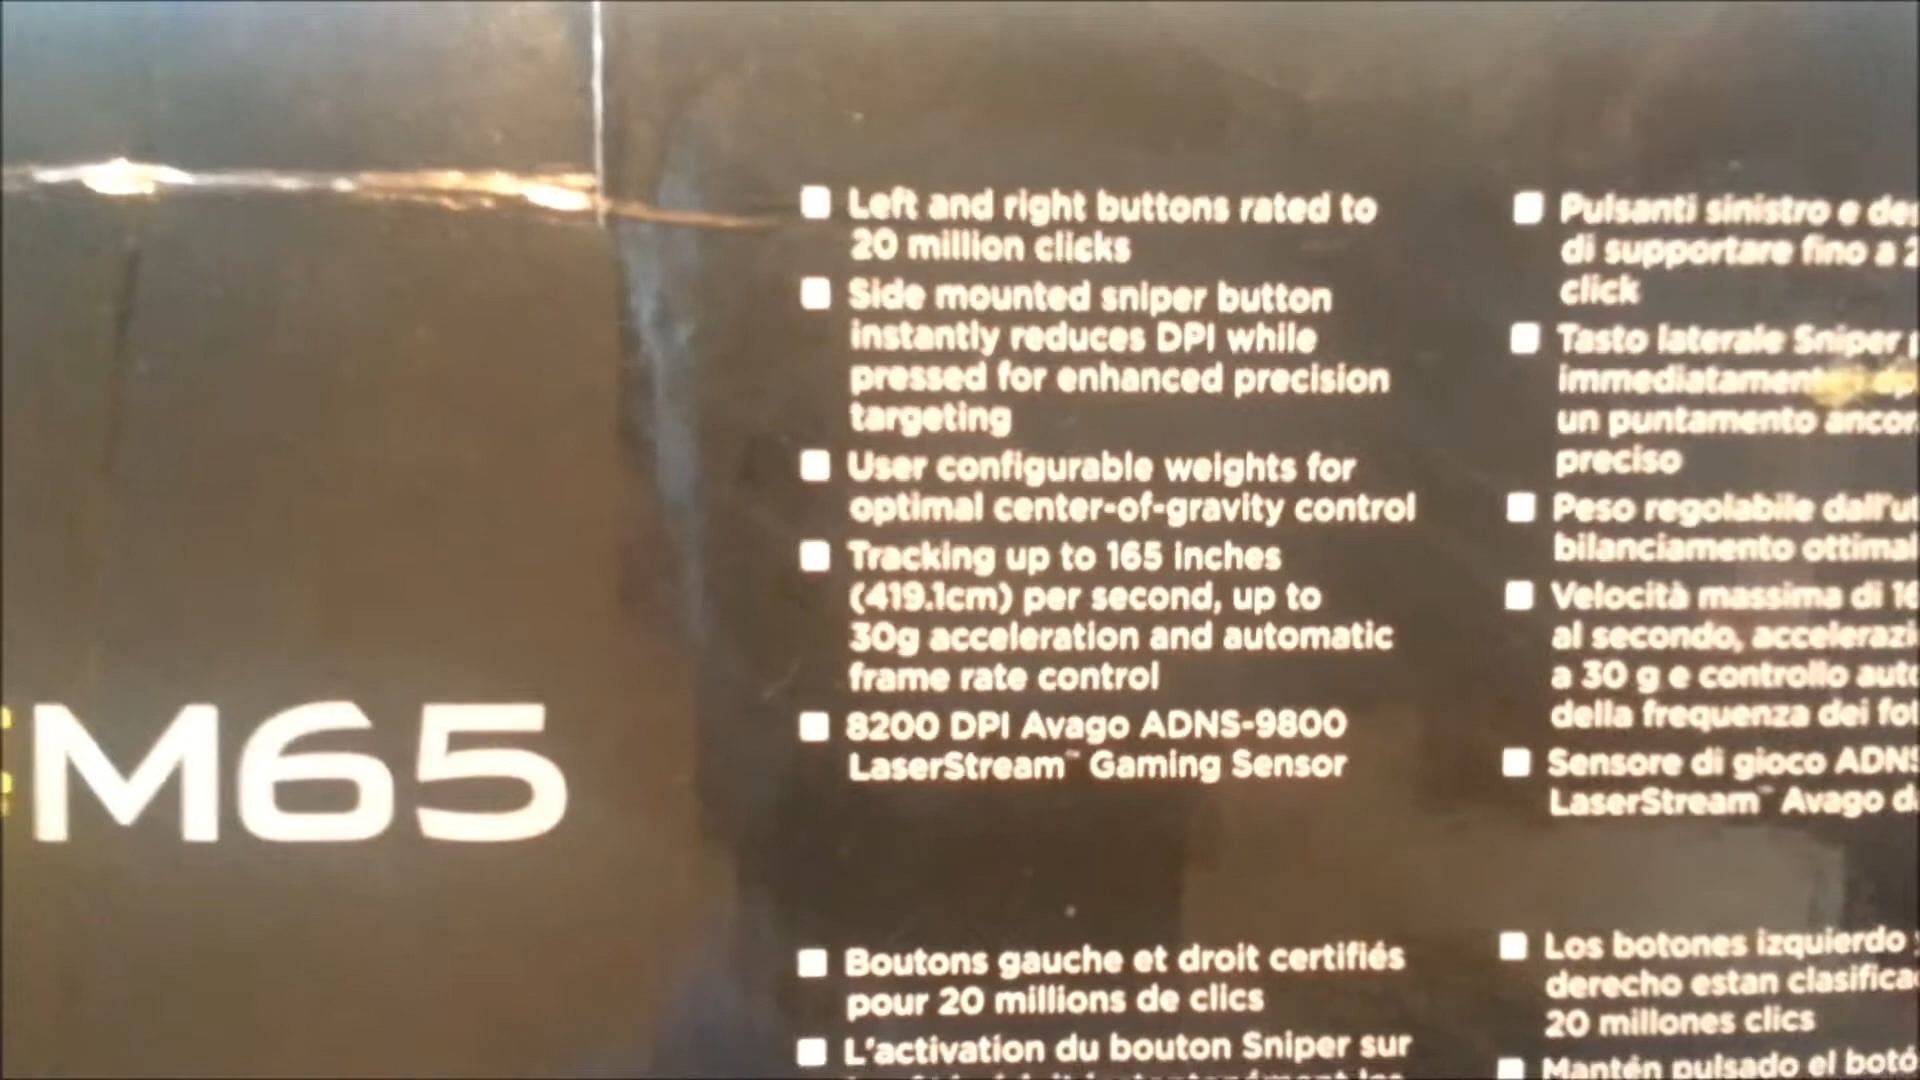 M65
Left and right buttons rated to
20 million clicks
Side mounted sniper button
instantly reduces DPI while
pressed for enhanced precision
targeting
User configurable weights for
optimal center-of-gravity control
Tracking up to 165 inches
(419.1cm) per second, up to
30g acceleration and automatic
frame rate control
8200 DPI Avago ADNS-9800
LaserStream™ Gaming Sensor
Pulsanti sinistro e
di supportare fino a
click
Tasto laterale Sniper
un puntamento
preciso
Peso regolabile
bilanciamento
Velocità massima di
al secondo,
a 30 g e controllo
della frequenza dei
Sensore di gioco
LaserStream™ Avago
Boutons gauche et droit certifiés
pour 20 millions de clics
L'activation du bouton Sniper sur
Los botones izquierdo
derecho estan
20 millones clics
Mantén pulsado el